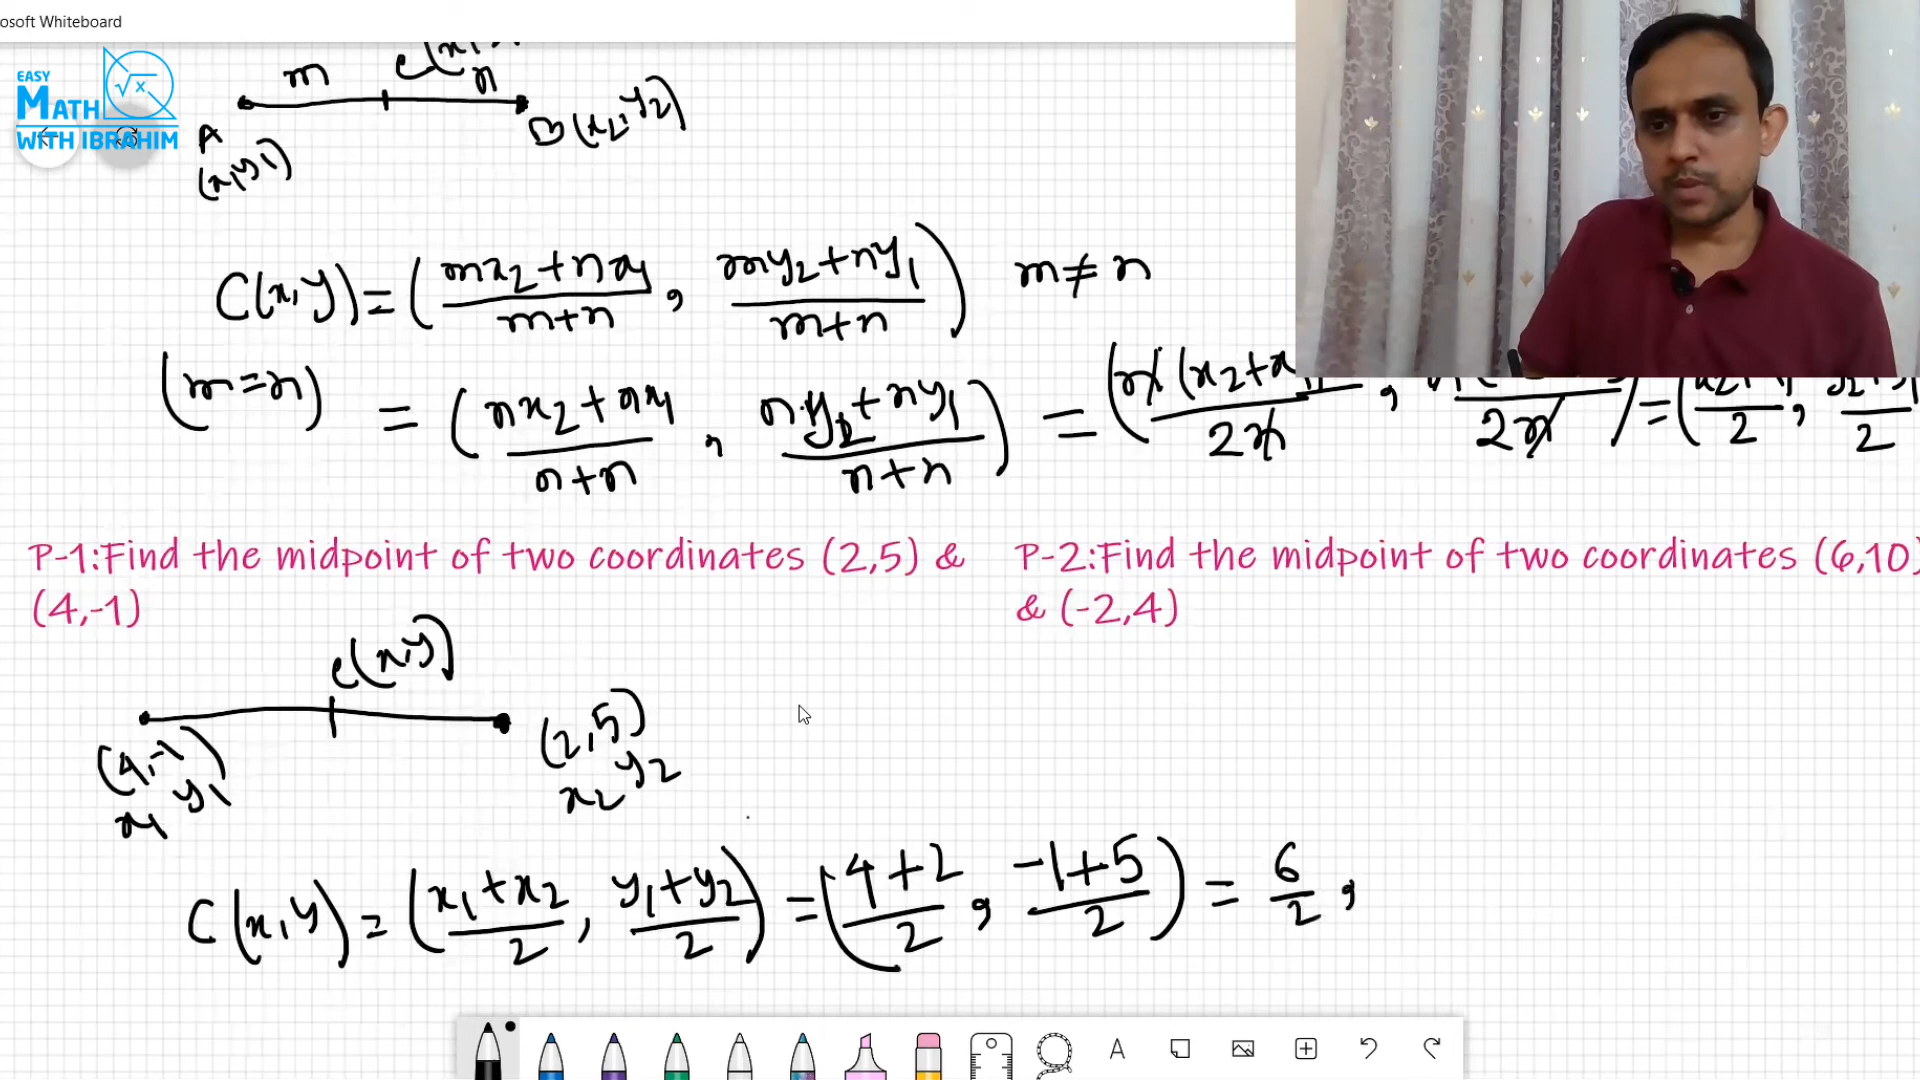 osoft Whiteboard
EASY
MATH
WITH IBRAHIM
√x
m
n
A
(x1,y1)
B(x2,y2)
C(x,y)=((mx2+nx1)/(m+n), (my2+ny1)/(m+n)) m≠n
(m=n) = ((nx2+nx1)/(n+n), (ny2+ny1)/(n+n)) =
P-1:Find the midpoint of two coordinates (2,5) &
(4,-1)
P-2:Find the midpoint of two coordinates (6,10)
& (-2,4)
C(x,y)
(4,-1)
x1 y1
(2,5)
x2 y2
C(x,y)=((x1+x2)/2, (y1+y2)/2)=((4+2)/2, (-1+5)/2)=6/2,
A